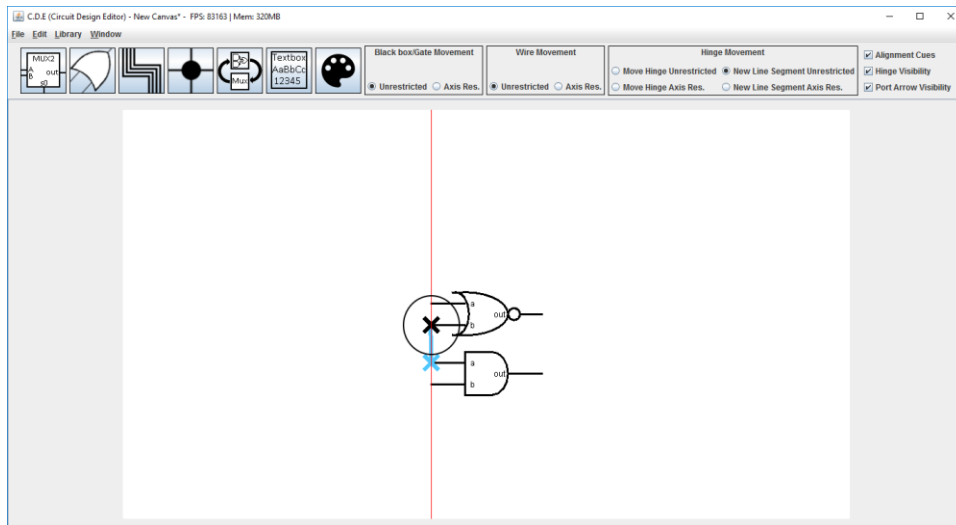 C.D.E (Circuit Design Editor) - New Canvas* -  FPS: 83163 | Mem: 320MB
File Edit Library Window
MUX2
A
B
out
s0
Mux
Textbox
AaBbCc
12345
Black box/Gate Movement
Unrestricted
Axis Res.
Wire Movement
Unrestricted
Axis Res.
Hinge Movement
Move Hinge Unrestricted
New Line Segment Unrestricted
Move Hinge Axis Res.
New Line Segment Axis Res.
Alignment Cues
Hinge Visibility
Port Arrow Visibility
a
b
out
a
b
out